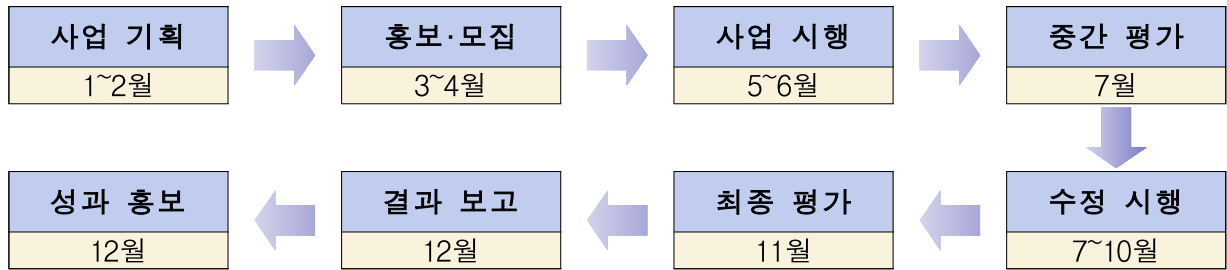 사업 기획
1~2월
홍보·모집
3~4월
사업 시행
5~6월
중간 평가
7월
수정 시행
7~10월
최종 평가
11월
결과 보고
12월
성과 홍보
12월